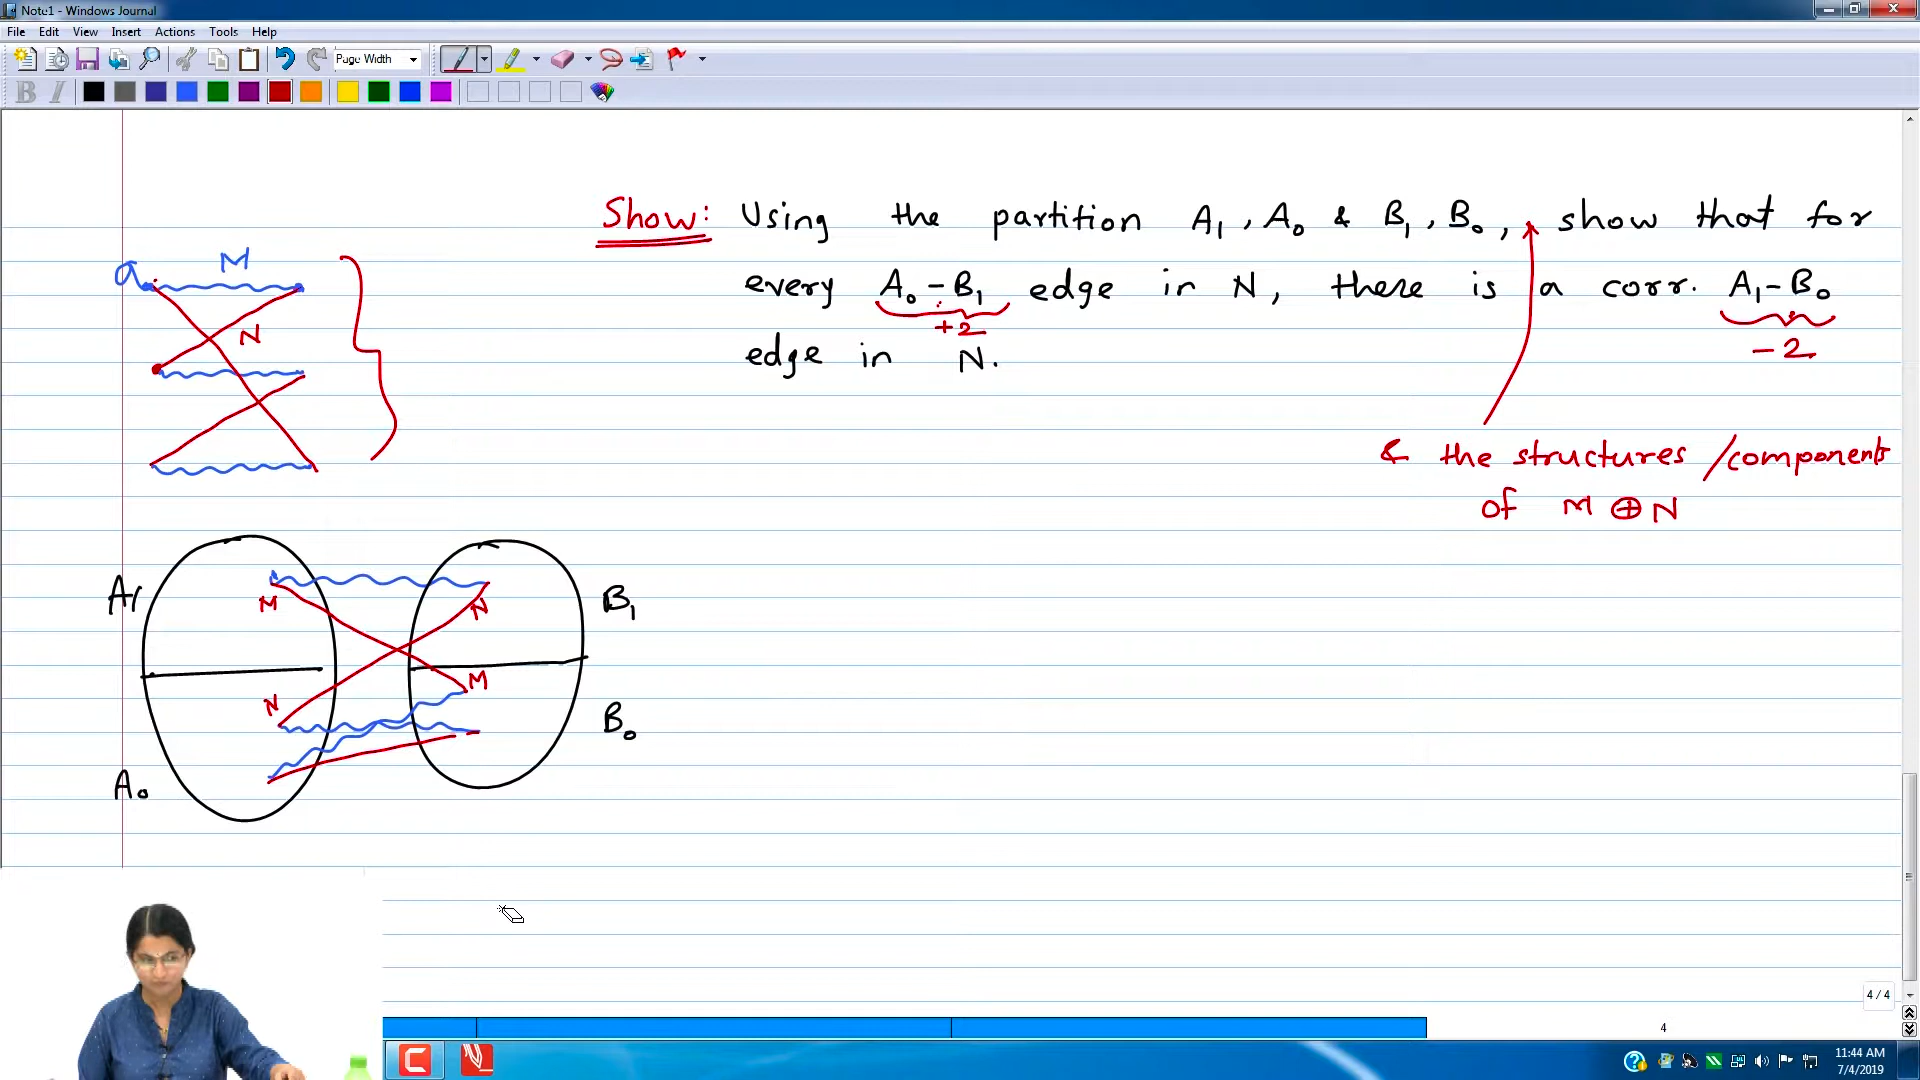 Note1 - Windows Journal
File Edit View Insert Actions Tools Help
Page Width
B I
Show: Using the partition A1, A0 & B1, B0, show that for
every A0-B1 edge in N, there is a corr. A1-B0
+2
-2
edge in N.
& the structures/components
of M ⊕ N
a M
N
A1
M N
B1
M
N
B0
A0
4 / 4
4
11:44 AM
7/4/2019